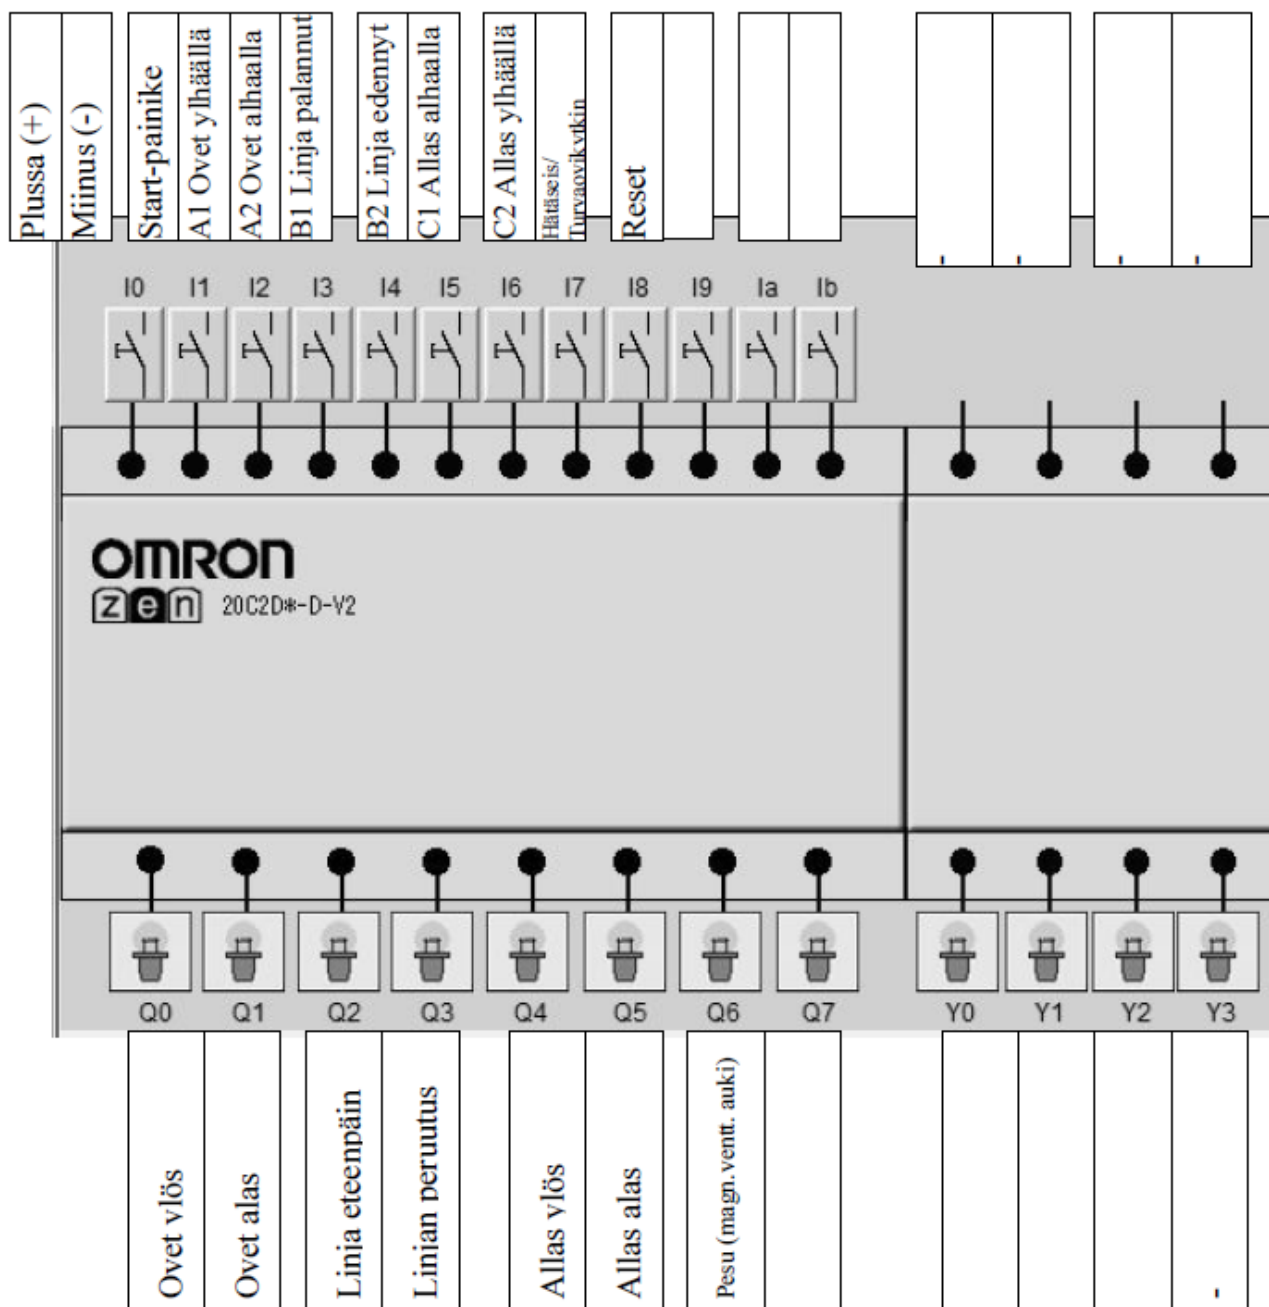 Plussa (+)
Miinus (-)
Start-painike
A1 Ovet ylhäällä
A2 Ovet alhaalla
B1 Linja palannut
B2 Linja edennyt
C1 Allas alhaalla
C2 Allas ylhäällä
Hätäseis/
Turvaovikytkin
Reset
-
-
-
-
I0 I1 I2 I3 I4 I5 I6 I7 I8 I9 Ia Ib
OMRON
zen 20C2D*-D-V2
Q0 Q1 Q2 Q3 Q4 Q5 Q6 Q7 Y0 Y1 Y2 Y3
Ovet ylös
Ovet alas
Linja eteenpäin
Linjan peruutus
Allas ylös
Allas alas
Pesu (magn.ventt. auki)
-